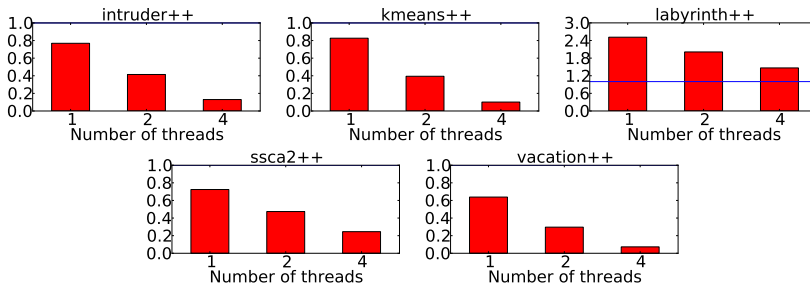 intruder++
1.0
0.8
0.6
0.4
0.2
0.0
1 2 4
Number of threads
kmeans++
1.0
0.8
0.6
0.4
0.2
0.0
1 2 4
Number of threads
labyrinth++
3.0
2.4
1.8
1.2
0.6
0.0
1 2 4
Number of threads
ssca2++
1.0
0.8
0.6
0.4
0.2
0.0
1 2 4
Number of threads
vacation++
1.0
0.8
0.6
0.4
0.2
0.0
1 2 4
Number of threads